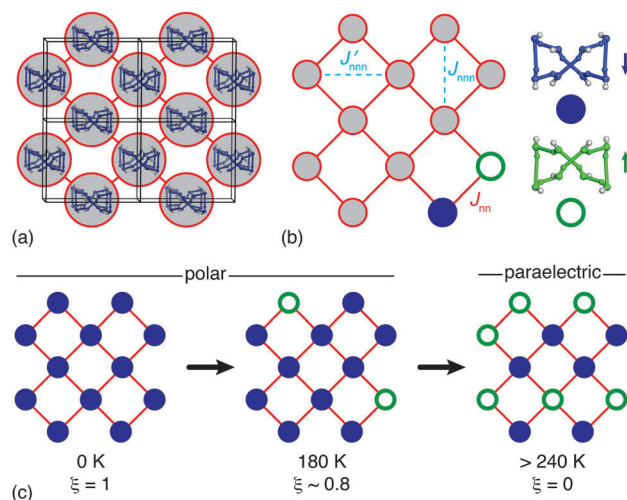 (a)
(b)
J′nnn
Jnnn
Jnn
polar
paraelectric
0 K
ξ = 1
180 K
ξ ~ 0.8
> 240 K
ξ = 0
(c)